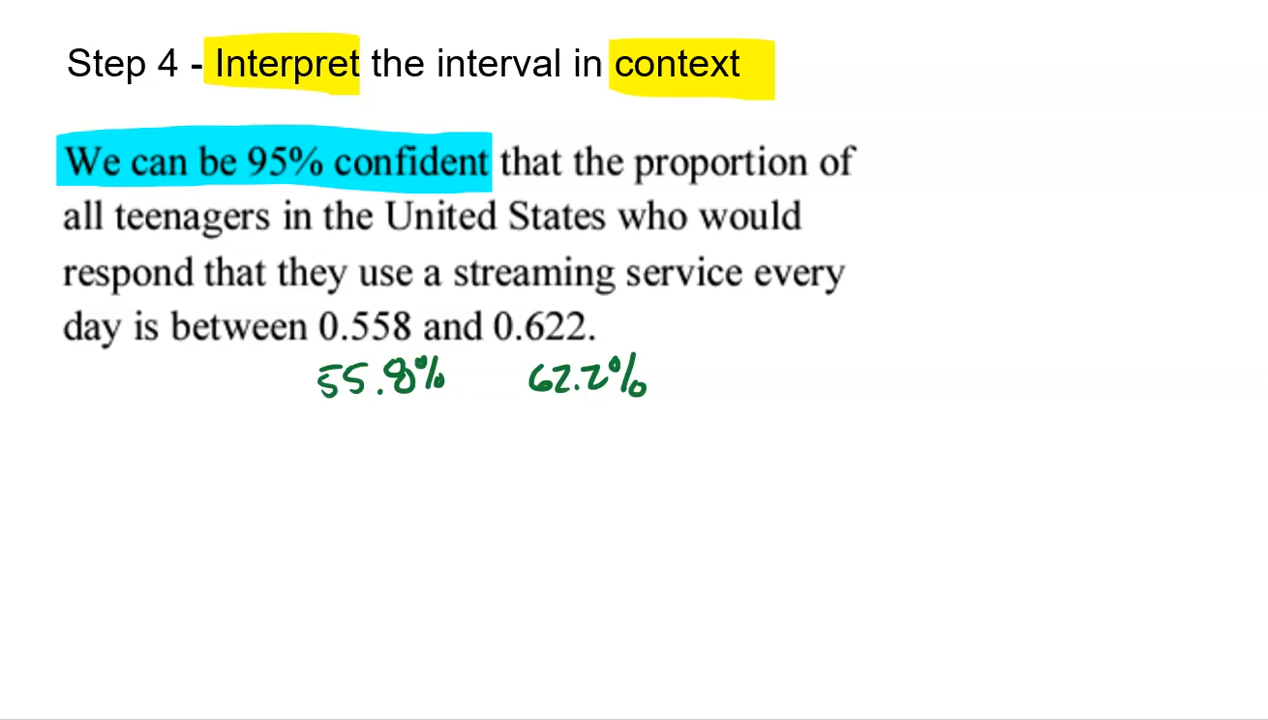 Step 4 - Interpret the interval in context
We can be 95% confident that the proportion of
all teenagers in the United States who would
respond that they use a streaming service every
day is between 0.558 and 0.622.
55.8% 62.2%